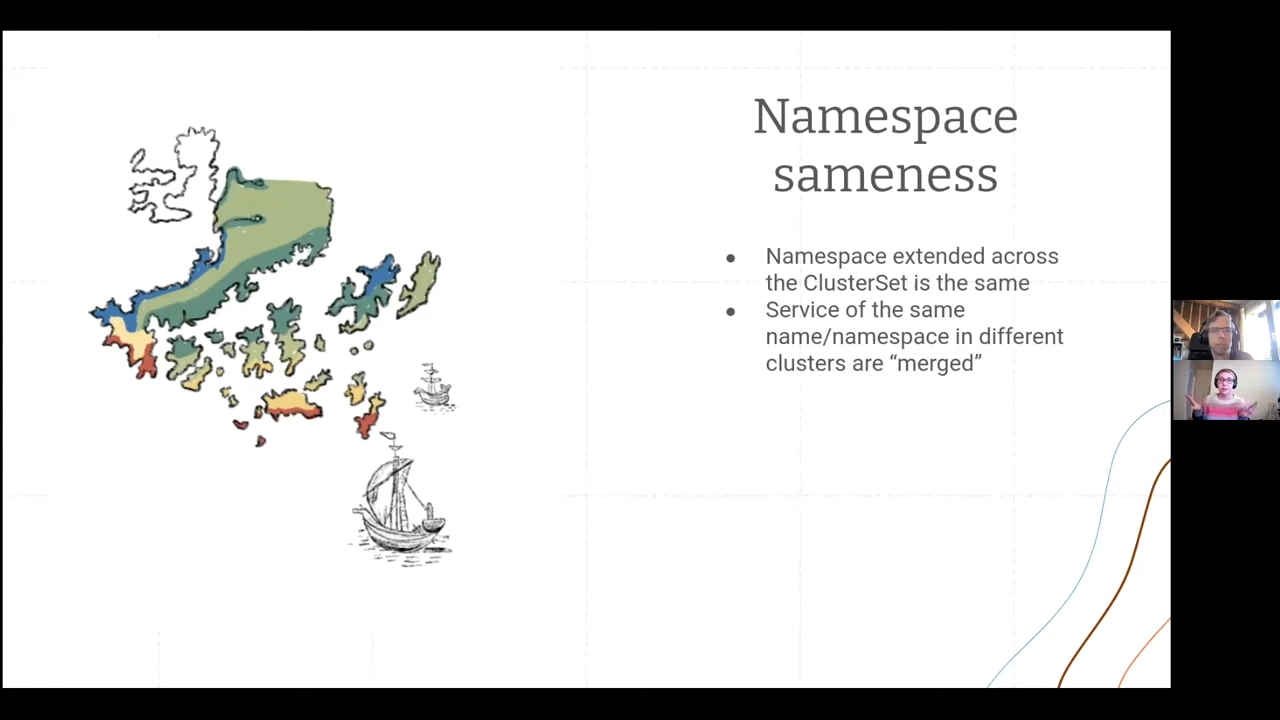 Namespace
sameness
● Namespace extended across
the ClusterSet is the same
● Service of the same
name/namespace in different
clusters are “merged”